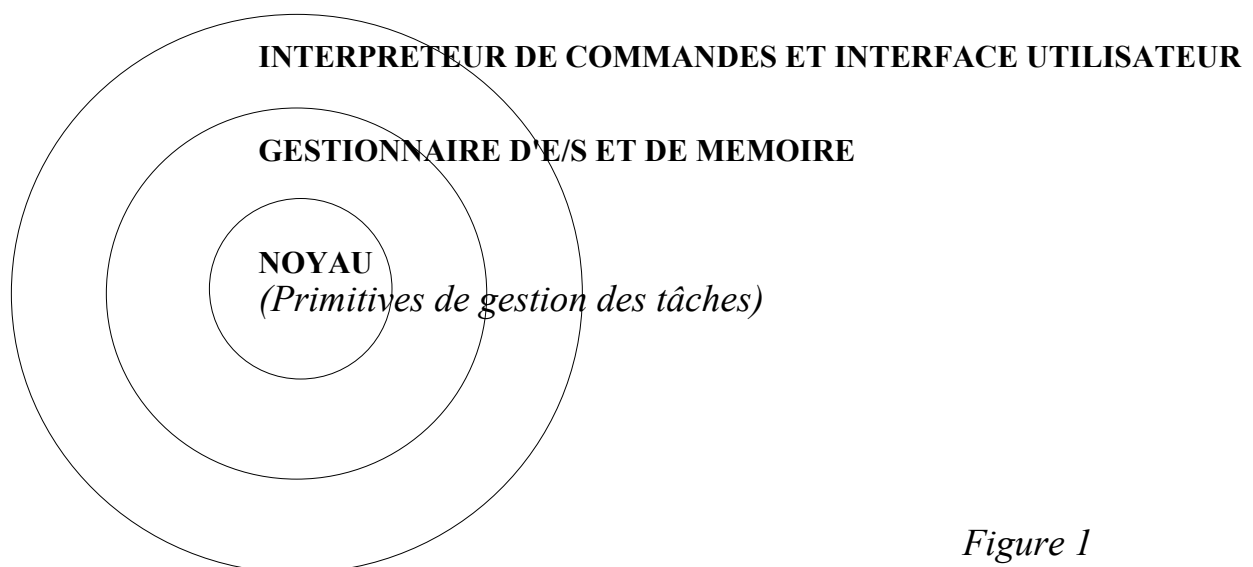 INTERPRETEUR DE COMMANDES ET INTERFACE UTILISATEUR
GESTIONNAIRE D'E/S ET DE MEMOIRE
NOYAU
(Primitives de gestion des tâches)
Figure 1